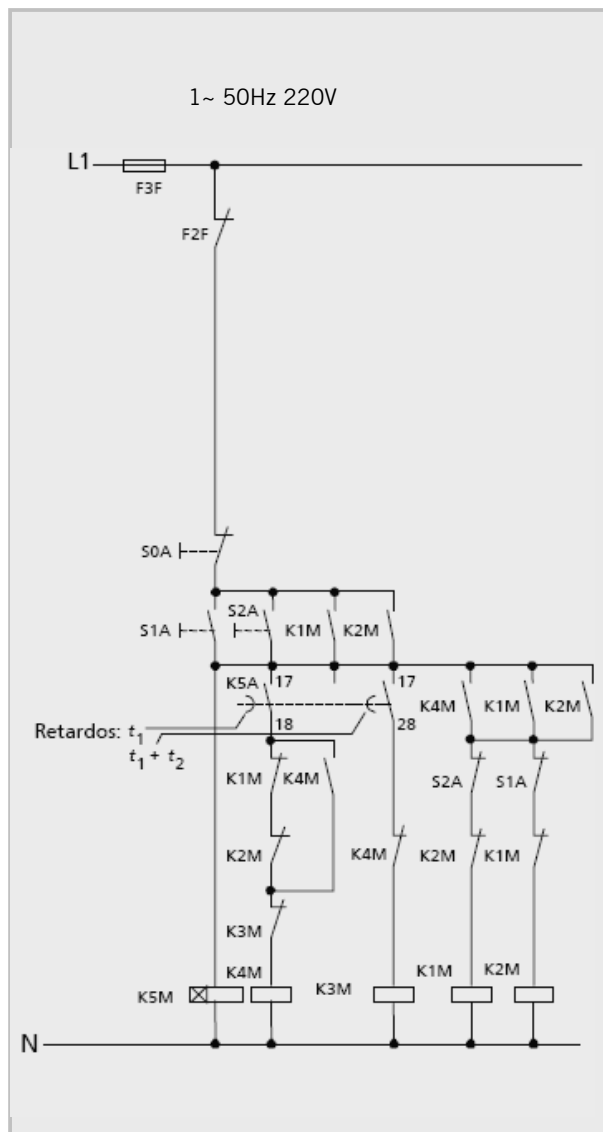 1~ 50Hz 220V
L1
F3F
F2F
S0A
S1A
S2A
K1M
K2M
K5A
17
17
K4M
K1M
K2M
Retardos: t1
t1 + t2
18
28
K1M
K4M
S2A
S1A
K2M
K4M
K2M
K1M
K3M
K4M
K5M
K3M
K1M
K2M
N